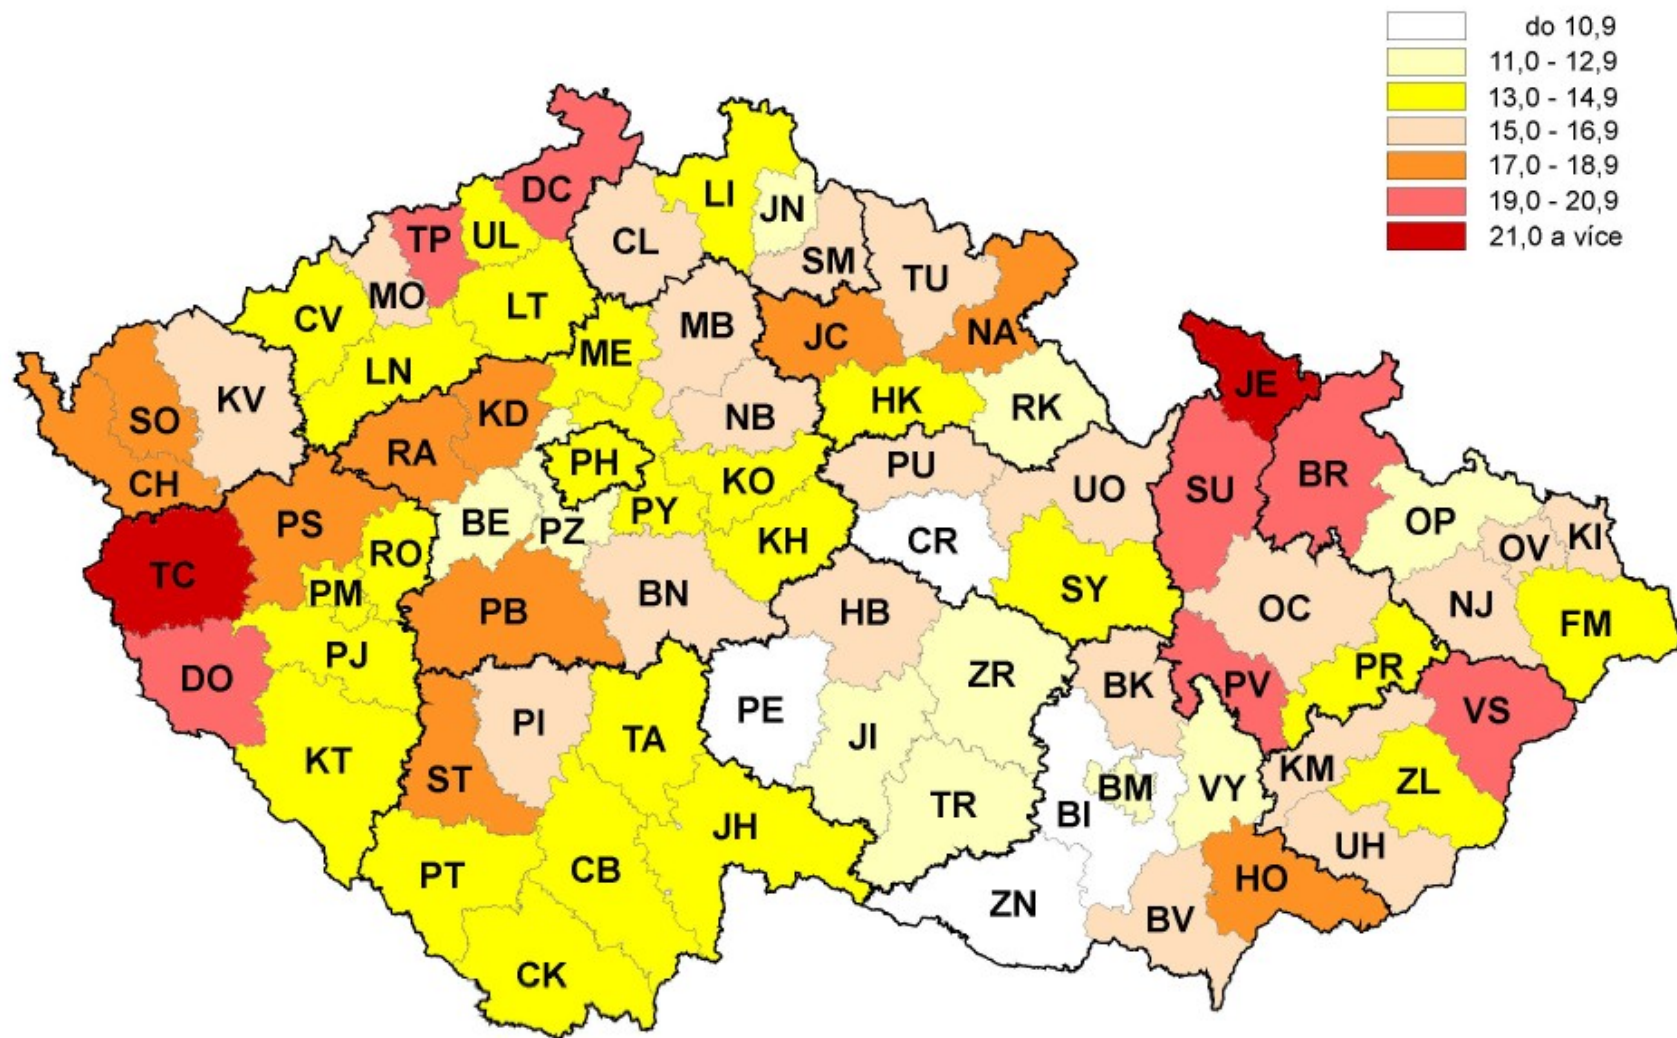 do 10,9
11,0 - 12,9
13,0 - 14,9
15,0 - 16,9
17,0 - 18,9
19,0 - 20,9
21,0 a více
DC
LI
JN
TP
UL
CL
SM
TU
MO
CV
LT
MB
JC
NA
ME
LN
JE
KV
SO
KD
NB
HK
RK
RA
PH
PU
KO
CH
UO
SU
BR
PS
BE
PZ
PY
KH
CR
OP
OV
KI
RO
TC
PM
BN
SY
PB
HB
OC
NJ
FM
PJ
DO
ZR
BK
PV
PR
PE
VS
PI
TA
JI
KT
ST
KM
ZL
BM
VY
TR
BI
JH
UH
PT
CB
HO
ZN
BV
CK